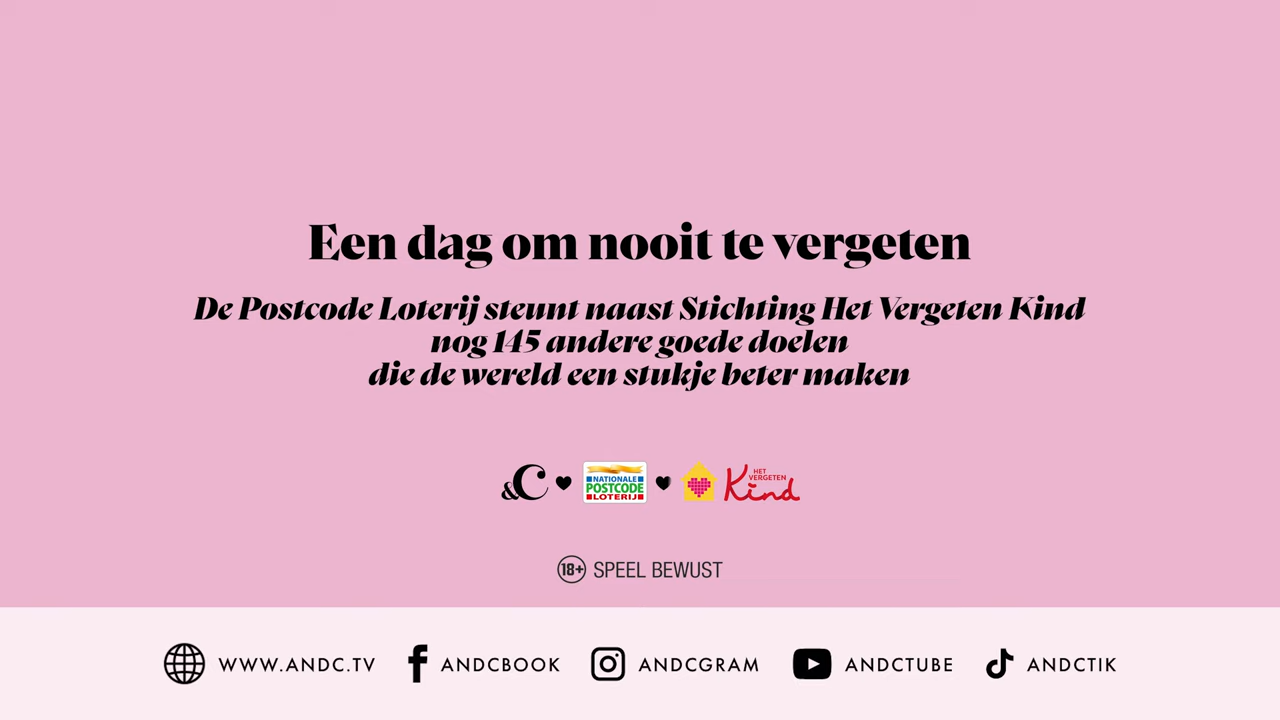 Een dag om nooit te vergeten
De Postcode Loterij steunt naast Stichting Het Vergeten Kind
nog 145 andere goede doelen
die de wereld een stukje beter maken
&C
NATIONALE
POSTCODE
LOTERIJ
HET
VERGETEN
Kind
18+ SPEEL BEWUST
WWW.ANDC.TV ANDCBOOK ANDCGRAM ANDCTUBE ANDCTIK